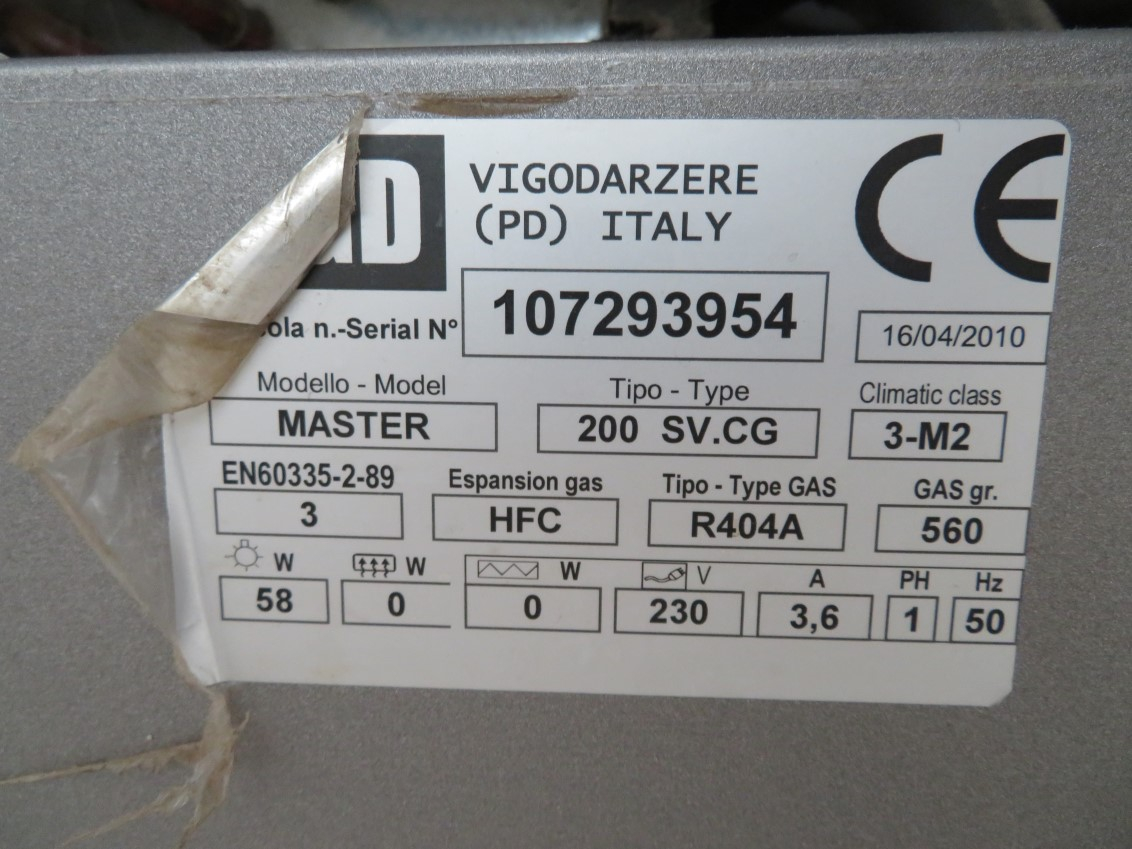 VIGODARZERE
(PD) ITALY
CE
n.-Serial N° 107293954
16/04/2010
Modello - Model Tipo - Type Climatic class
MASTER 200 SV.CG 3-M2
EN60335-2-89 Espansion gas Tipo - Type GAS GAS gr.
3 HFC R404A 560
W W W V A PH Hz
58 0 0 230 3,6 1 50